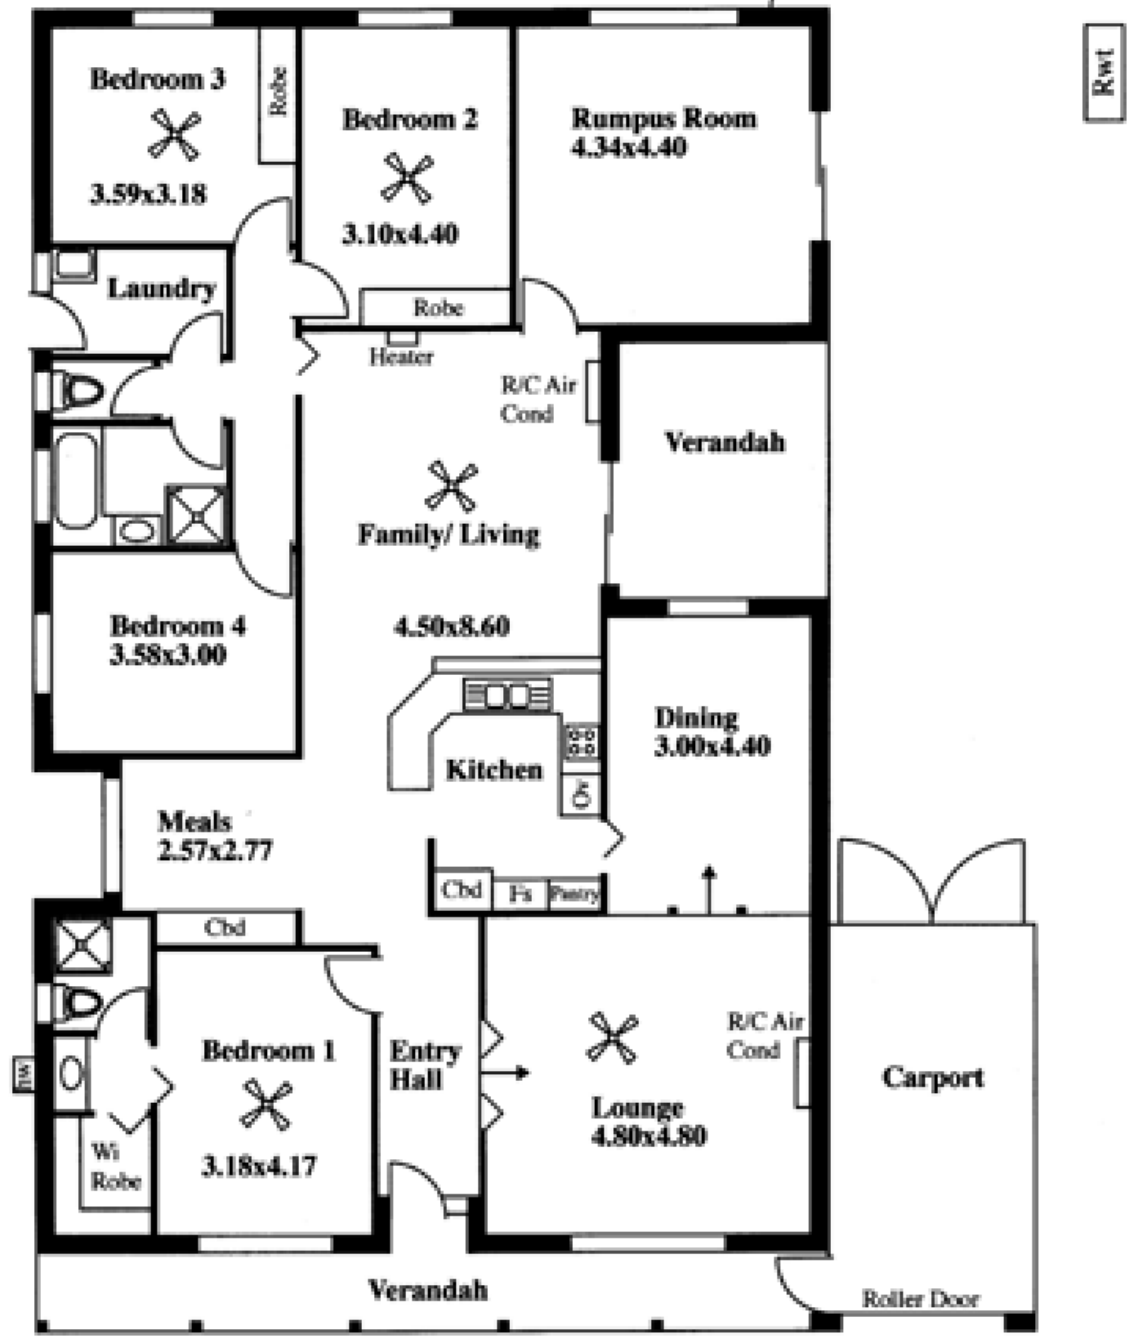 Bedroom 3
3.59x3.18
Robe
Bedroom 2
3.10x4.40
Robe
Rumpus Room
4.34x4.40
Rwt
Laundry
Heater
R/C Air
Cond
Verandah
Family/ Living
4.50x8.60
Bedroom 4
3.58x3.00
Dining
3.00x4.40
Kitchen
Meals
2.57x2.77
Cbd
Fs
Pantry
Cbd
Bedroom 1
3.18x4.17
Entry
Hall
R/C Air
Cond
Lounge
4.80x4.80
Carport
Wi
Robe
Verandah
Roller Door